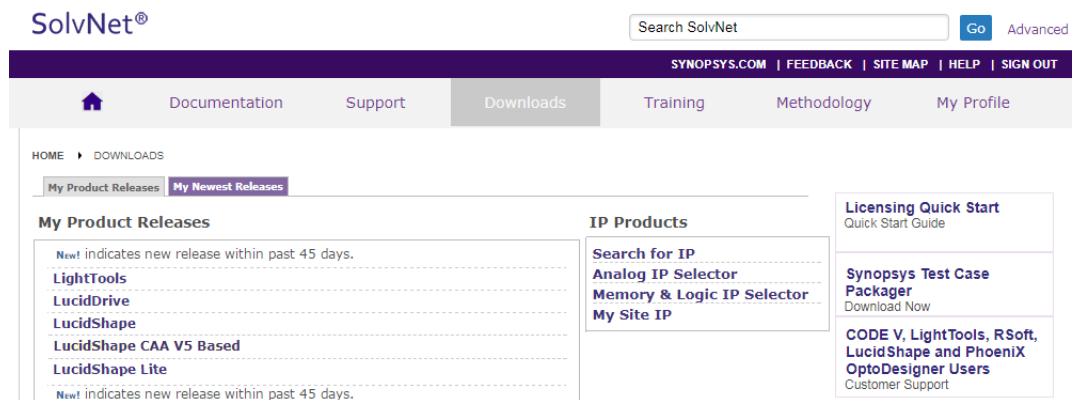 SolvNet®
Search SolvNet
Go
Advanced
SYNOPSYS.COM | FEEDBACK | SITE MAP | HELP | SIGN OUT
Documentation
Support
Downloads
Training
Methodology
My Profile
HOME
DOWNLOADS
My Product Releases
My Newest Releases
My Product Releases
New! indicates new release within past 45 days.
LightTools
LucidDrive
LucidShape
LucidShape CAA V5 Based
LucidShape Lite
New! indicates new release within past 45 days.
IP Products
Search for IP
Analog IP Selector
Memory & Logic IP Selector
My Site IP
Licensing Quick Start
Quick Start Guide
Synopsys Test Case
Packager
Download Now
CODE V, LightTools, RSoft,
LucidShape and PhoeniX
OptoDesigner Users
Customer Support